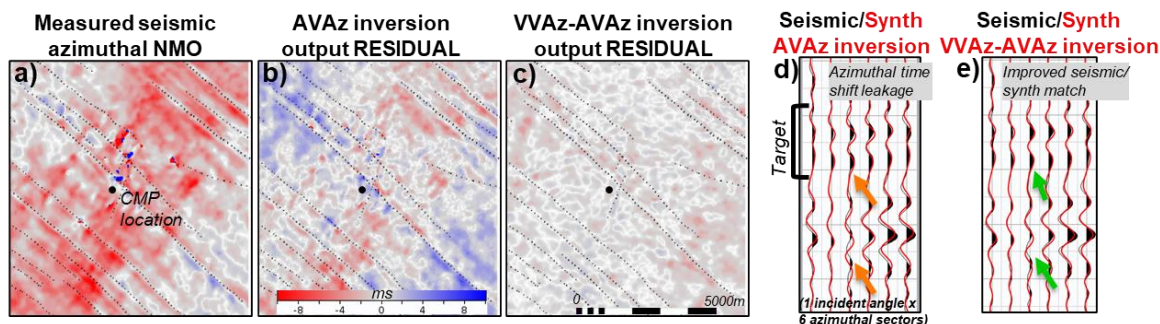 Measured seismic
azimuthal NMO
a)
CMP
location
AVAz inversion
output RESIDUAL
b)
ms
-8 -4 0 4 8
VVAz-AVAz inversion
output RESIDUAL
c)
0 5000m
Seismic/Synth
AVAz inversion
d)
Azimuthal time
shift leakage
Target
(1 incident angle x
6 azimuthal sectors)
Seismic/Synth
VVAz-AVAz inversion
e)
Improved seismic/
synth match